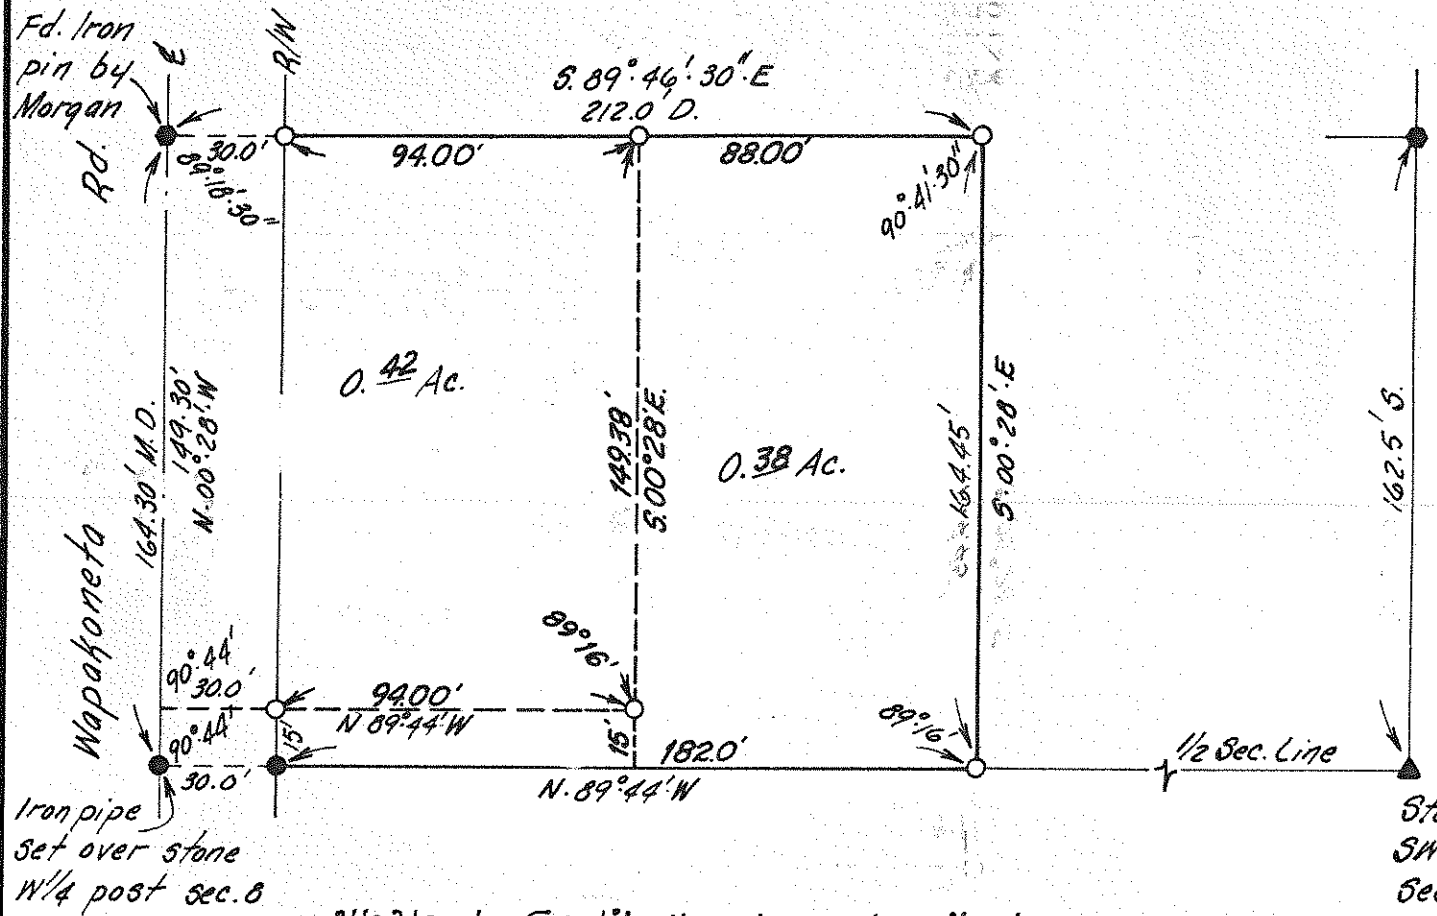 Fd. Iron
pin by
Morgan
℄
R/W
S. 89°·46'·30"·E
212.0' D.
30.0'
94.00'
88.00'
89°·18'·30"
90°·41'·30"
Rd.
0.42 Ac.
0.38 Ac.
164.30' M.D.
149.30'
N·00°·28'·W
149.38'
S.00°28'E.
164.45'
S·00°·28'·E
162.5' S.
Wapakoneta
90°·44'
30.0'
94.00'
N 89°·44'·W
89°16'
90°·44'
15'
15'
182.0'
89°·16'
1/2 Sec. Line
30.0'
N·89°·44'·W
Iron pipe
set over stone
W 1/4 post sec. 8